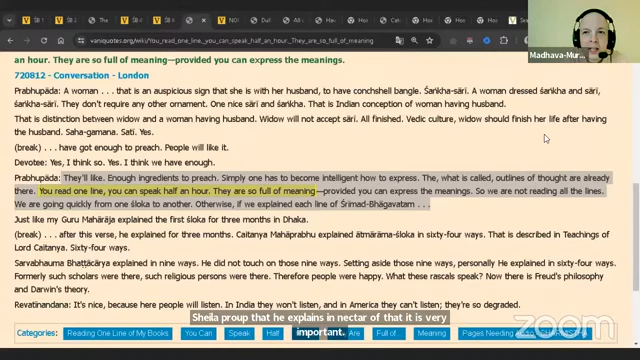 VANI
Prabh
Q
V NO!
V! The
V NO!
V NOI
V! The
V! Mai
vaniquotes.org/wiki/You_read_one_line,_you_can_speak_half_an_hour._They_are_so_full_of_meaning
Madhava-Mur...
an hour. They are so full of meaning—provided you can express the meanings.
720812 - Conversation - London
Prabhupāda: A woman . . . that is an auspicious sign that she is with her husband, to have conchshell bangle. Śaṅkha-sārī. A woman dressed śaṅkha and sārī,
śaṅkha-sārī. They don't require any other ornament. One nice sārī and śaṅkha. That is Indian conception of woman having husband.
That is distinction between widow and a woman having husband. Widow will not accept sārī. All finished. Vedic culture, widow should finish her life after having
the husband. Saha-gamana. Satī. Yes.
(break) . . . have got enough to preach. People will like it.
Devotee: Yes, I think so. Yes. I think we have enough.
Prabhupāda: They'll like. Enough ingredients to preach. Simply one has to become intelligent how to express. The, what is called, outlines of thought are already
there. You read one line, you can speak half an hour. They are so full of meaning—provided you can express the meanings. So we are not reading all the lines.
We are going quickly from one śloka to another. Otherwise, if we explained each line of Śrīmad-Bhāgavatam . . .
Just like my Guru Mahārāja explained the first śloka for three months in Dhaka.
(break) . . . after this verse, he explained for three months. Caitanya Mahāprabhu explained ātmārāma-śloka in sixty-four ways. That is described in Teachings of
Lord Caitanya. Sixty-four ways.
Sarvabhauma Bhaṭṭācārya explained in nine ways. He did not touch on those nine ways. Setting aside those nine ways, personally He explained in sixty-four ways.
Formerly such scholars were there, such religious persons were there. Therefore people were happy. What these rascals speak? Now there is Freud's philosophy
and Darwin's theory.
Revatinandana: It's nice, because here people will listen. In India they won't listen, and in America they can't listen; they're so degraded.
Sheila proup that he explains in nectar of that it is very
important.
Categories: Reading One Line of My Books You Can Speak Half An Hour Are Full of Meaning Pages Needing
zoom